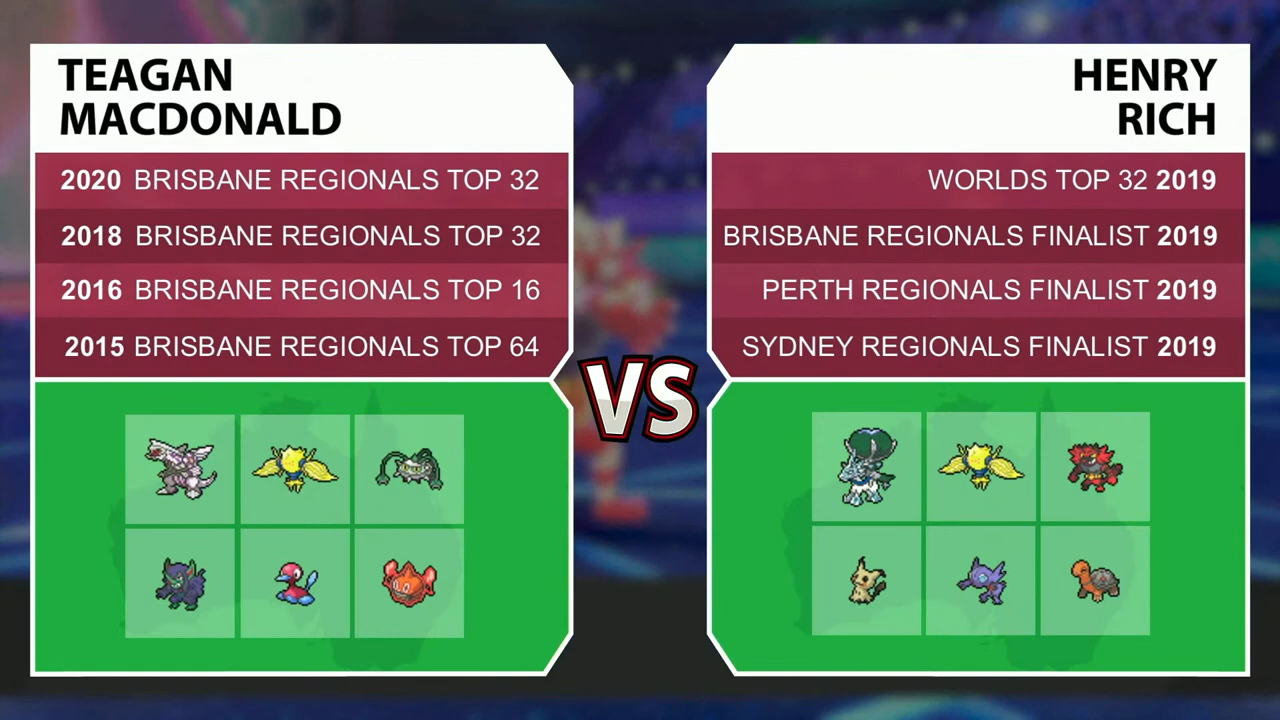 TEAGAN
MACDONALD
2020 BRISBANE REGIONALS TOP 32
2018 BRISBANE REGIONALS TOP 32
2016 BRISBANE REGIONALS TOP 16
2015 BRISBANE REGIONALS TOP 64
VS
HENRY
RICH
WORLDS TOP 32 2019
BRISBANE REGIONALS FINALIST 2019
PERTH REGIONALS FINALIST 2019
SYDNEY REGIONALS FINALIST 2019